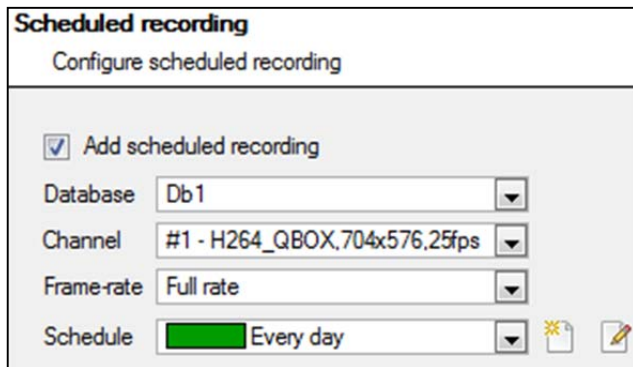 Scheduled recording
Configure scheduled recording
Add scheduled recording
Database Db1
Channel #1 - H264_QBOX,704x576,25fps
Frame-rate Full rate
Schedule Every day